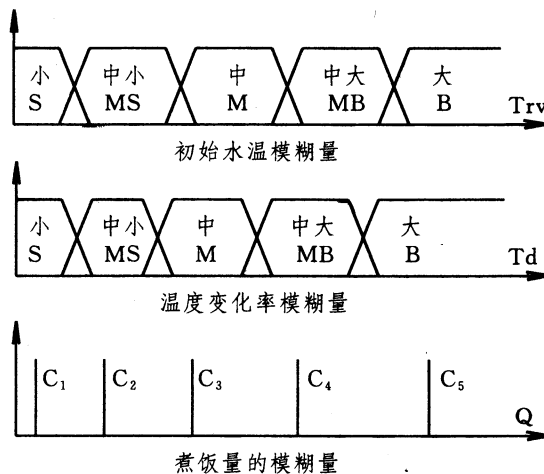 小 中小 中 中大 大
S MS M MB B Trv
初始水温模糊量
小 中小 中 中大 大
S MS M MB B Td
温度变化率模糊量
C₁ C₂ C₃ C₄ C₅
Q
煮饭量的模糊量